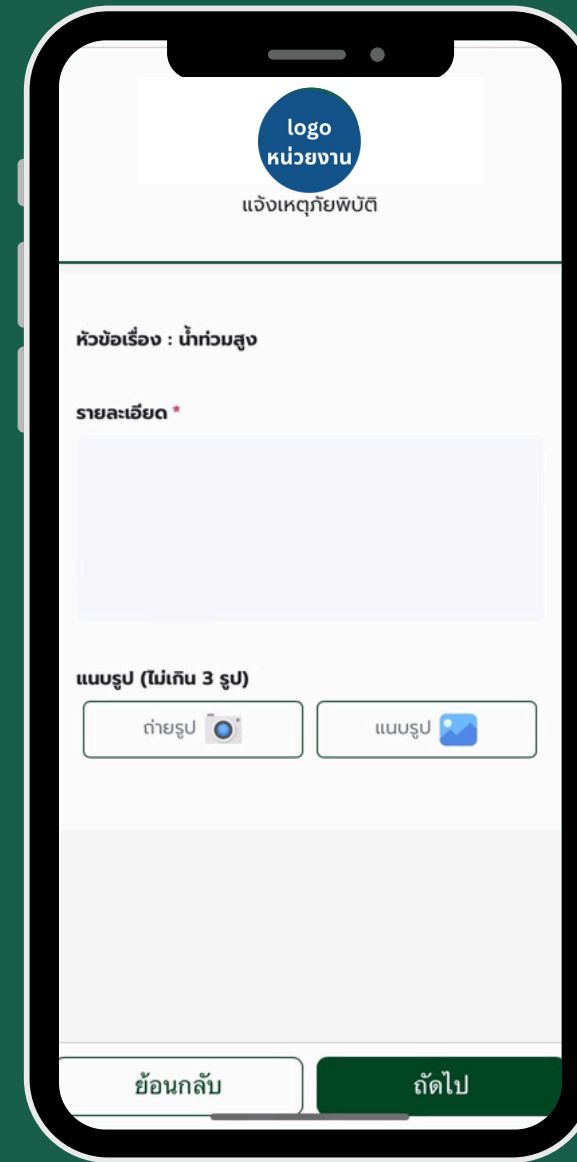 logo
หน่วยงาน
แจ้งเหตุภัยพิบัติ
หัวข้อเรื่อง : น้ำท่วมสูง
รายละเอียด *
แนบรูป (ไม่เกิน 3 รูป)
ถ่ายรูป แนบรูป
ย้อนกลับ ถัดไป